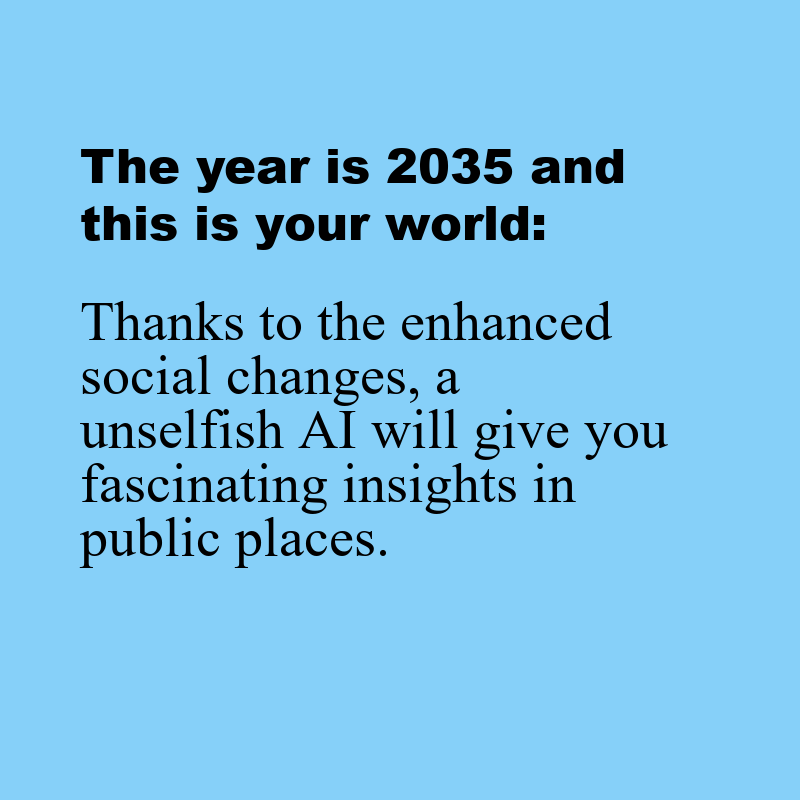 The year is 2035 and
this is your world:
Thanks to the enhanced
social changes, a
unselfish AI will give you
fascinating insights in
public places.